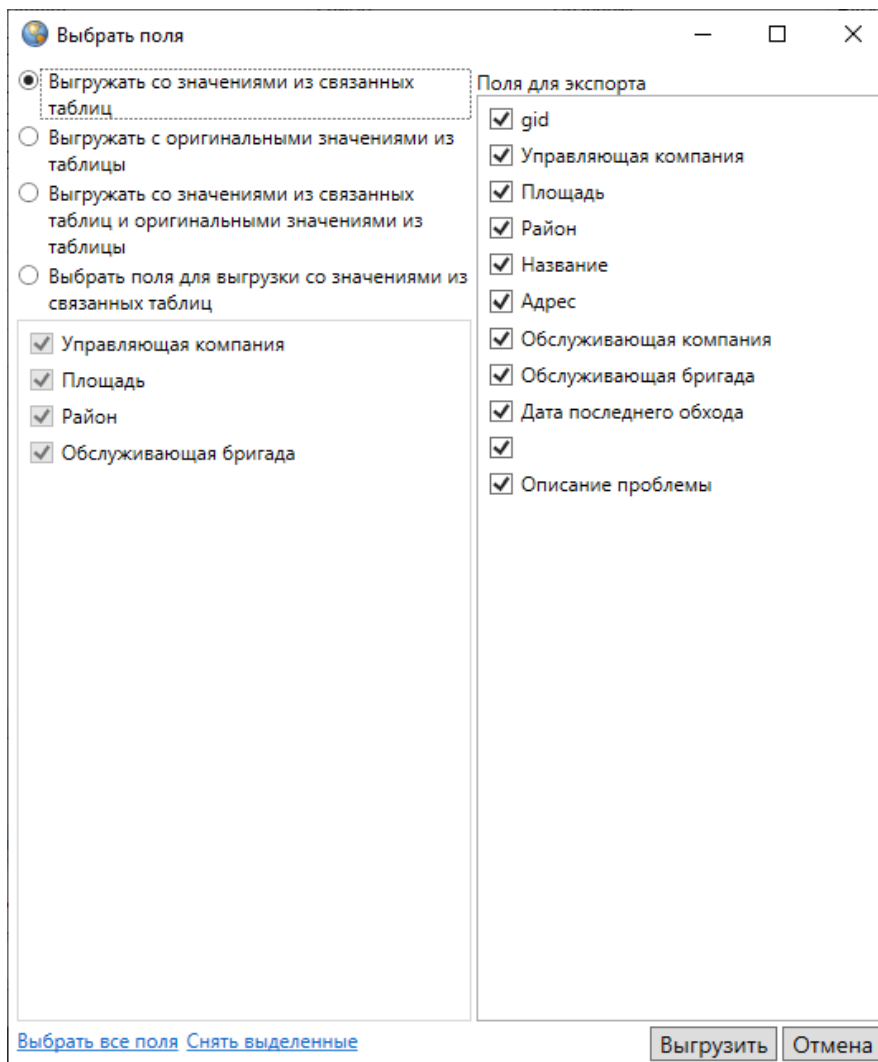 Выбрать поля
Выгружать со значениями из связанных
таблиц
Выгружать с оригинальными значениями из
таблицы
Выгружать со значениями из связанных
таблиц и оригинальными значениями из
таблицы
Выбрать поля для выгрузки со значениями из
связанных таблиц
Управляющая компания
Площадь
Район
Обслуживающая бригада
Поля для экспорта
gid
Управляющая компания
Площадь
Район
Название
Адрес
Обслуживающая компания
Обслуживающая бригада
Дата последнего обхода
Описание проблемы
Выбрать все поля Снять выделенные
Выгрузить Отмена